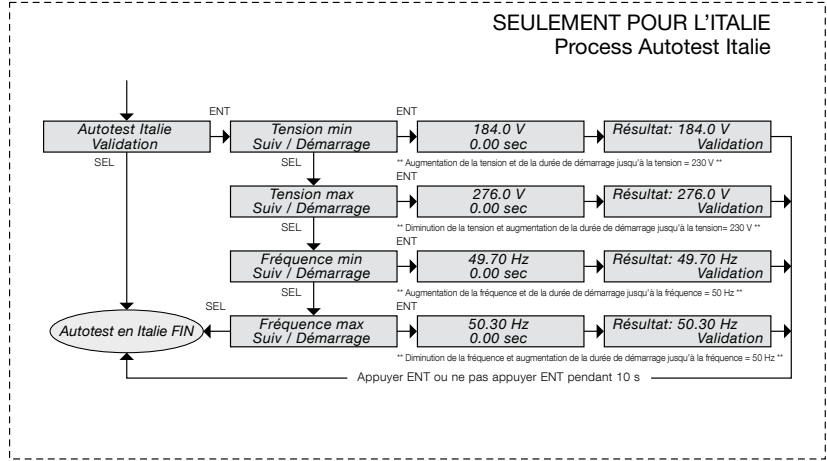 SEULEMENT POUR L'ITALIE
Process Autotest Italie
ENT
ENT
Autotest Italie
Validation
Tension min
Suiv / Démarrage
184.0 V
0.00 sec
Résultat: 184.0 V
Validation
SEL
SEL
** Augmentation de la tension et de la durée de démarrage jusqu'à la tension = 230 V **
ENT
Tension max
Suiv / Démarrage
276.0 V
0.00 sec
Résultat: 276.0 V
Validation
SEL
** Diminution de la tension et augmentation de la durée de démarrage jusqu'à la tension= 230 V **
ENT
Fréquence min
Suiv / Démarrage
49.70 Hz
0.00 sec
Résultat: 49.70 Hz
Validation
SEL
** Augmentation de la fréquence et de la durée de démarrage jusqu'à la fréquence = 50 Hz **
SEL
ENT
Autotest en Italie FIN
Fréquence max
Suiv / Démarrage
50.30 Hz
0.00 sec
Résultat: 50.30 Hz
Validation
** Diminution de la fréquence et augmentation de la durée de démarrage jusqu'à la fréquence = 50 Hz **
Appuyer ENT ou ne pas appuyer ENT pendant 10 s